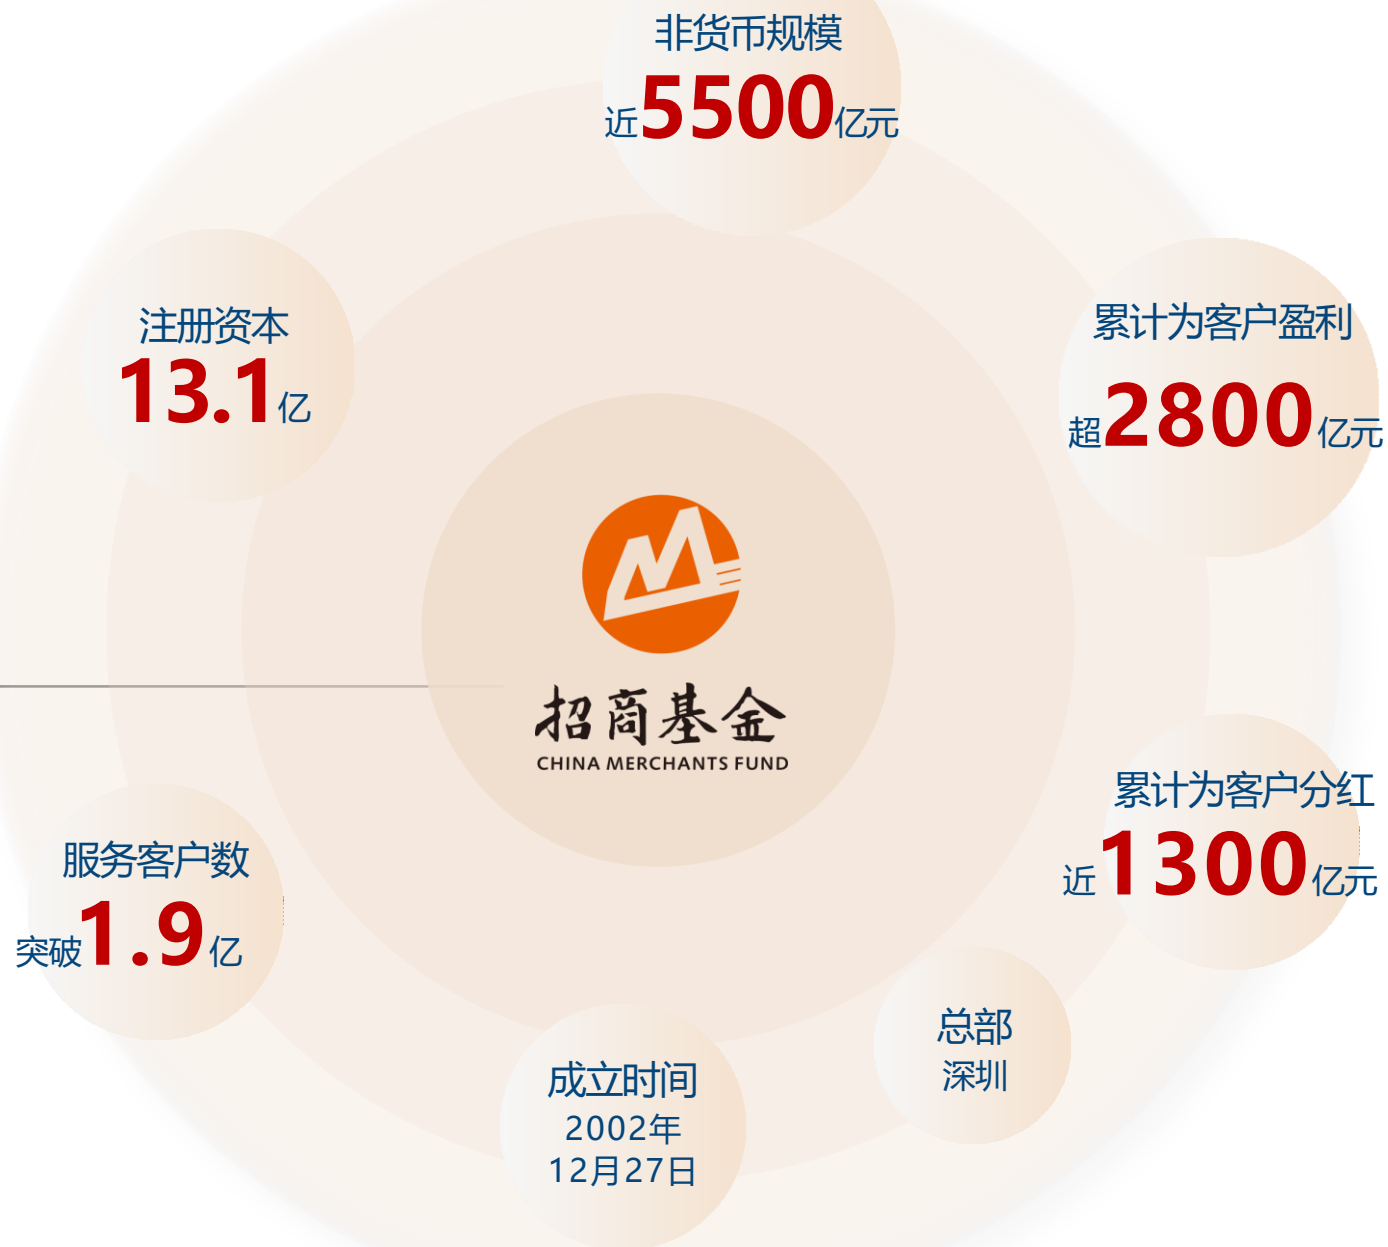 非货币规模
近5500亿元
注册资本
13.1亿
累计为客户盈利
超2800亿元
招商基金
CHINA MERCHANTS FUND
累计为客户分红
近1300亿元
服务客户数
突破1.9亿
总部
深圳
成立时间
2002年
12月27日